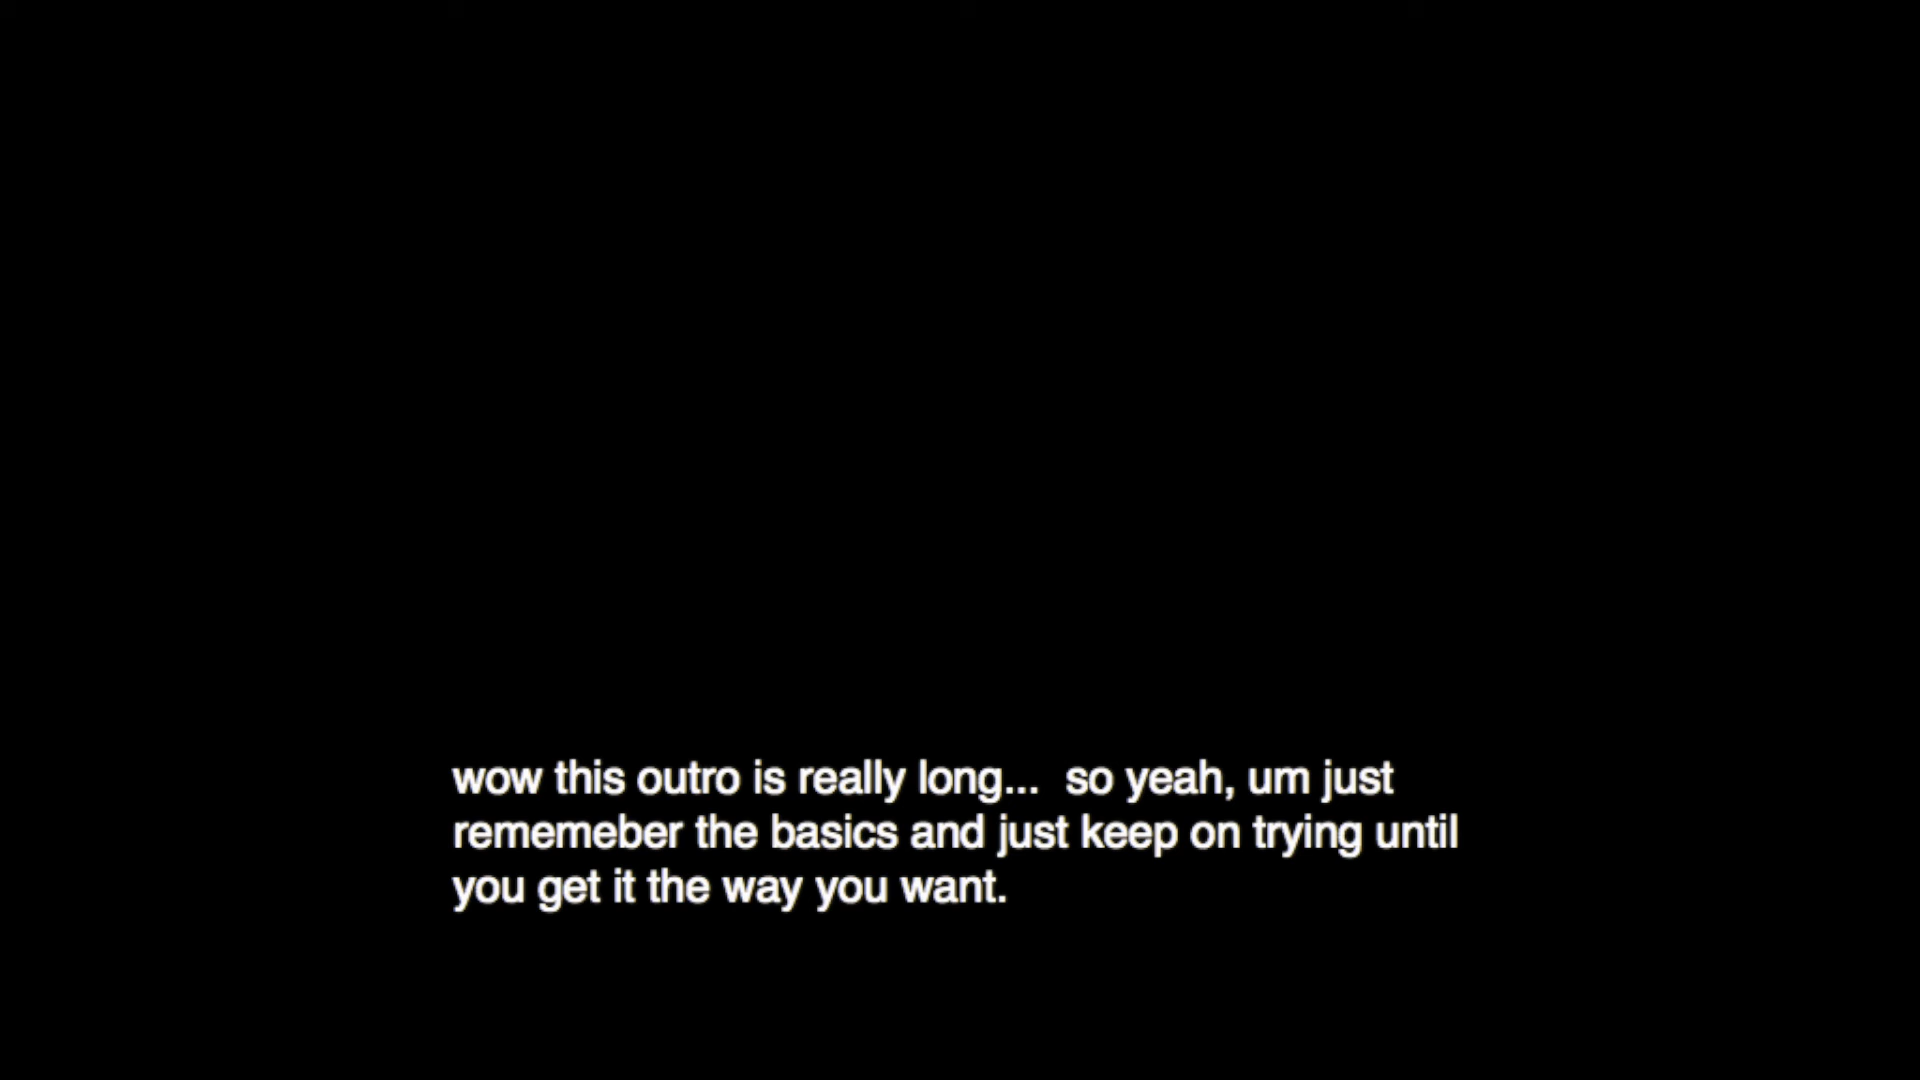 wow this outro is really long...  so yeah, um just
rememeber the basics and just keep on trying until
you get it the way you want.